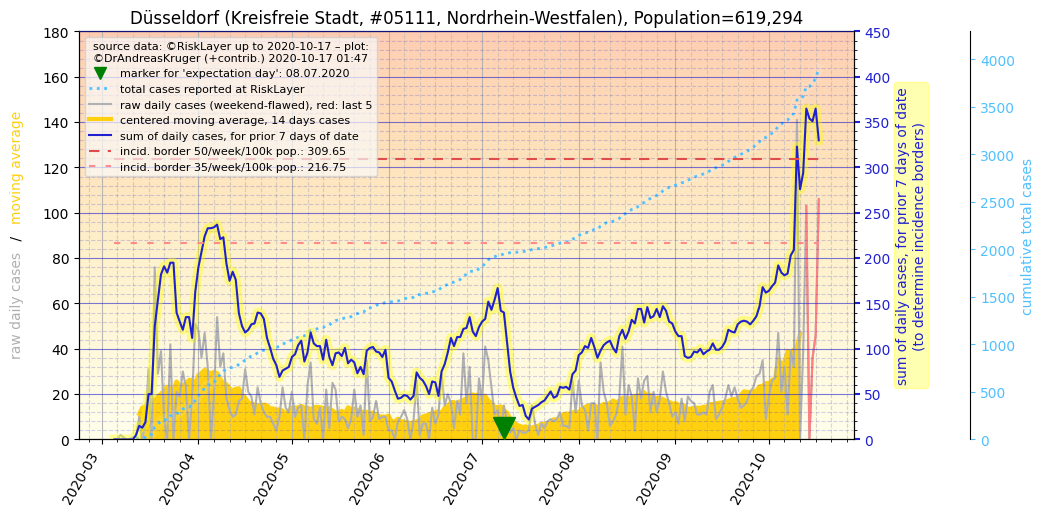 Düsseldorf (Kreisfreie Stadt, #05111, Nordrhein-Westfalen), Population=619,294
source data: ©RiskLayer up to 2020-10-17 – plot:
©DrAndreasKruger (+contrib.) 2020-10-17 01:47
marker for 'expectation day': 08.07.2020
total cases reported at RiskLayer
raw daily cases (weekend-flawed), red: last 5
centered moving average, 14 days cases
sum of daily cases, for prior 7 days of date
incid. border 50/week/100k pop.: 309.65
incid. border 35/week/100k pop.: 216.75
raw daily cases / moving average
180
160
140
120
100
80
60
40
20
0
2020-03
2020-04
2020-05
2020-06
2020-07
2020-08
2020-09
2020-10
450
400
350
300
250
200
150
100
50
0
sum of daily cases, for prior 7 days of date
(to determine incidence borders)
4000
3500
3000
2500
2000
1500
1000
500
0
cumulative total cases